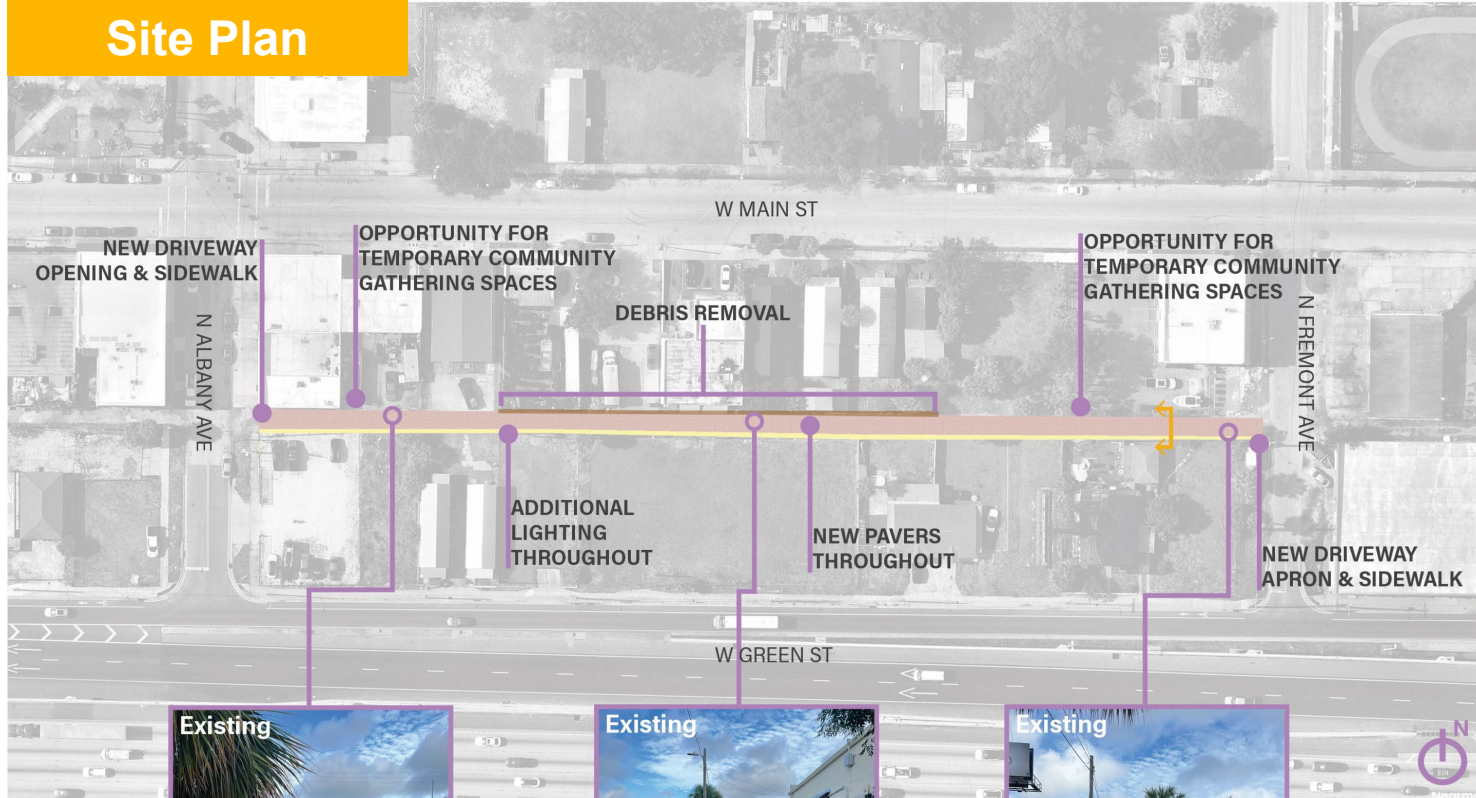 Site Plan
W MAIN ST
NEW DRIVEWAY
OPENING & SIDEWALK
OPPORTUNITY FOR
TEMPORARY COMMUNITY
GATHERING SPACES
DEBRIS REMOVAL
OPPORTUNITY FOR
TEMPORARY COMMUNITY
GATHERING SPACES
N ALBANY AVE
N FREMONT AVE
ADDITIONAL
LIGHTING
THROUGHOUT
NEW PAVERS
THROUGHOUT
NEW DRIVEWAY
APRON & SIDEWALK
W GREEN ST
Existing
Existing
Existing
N